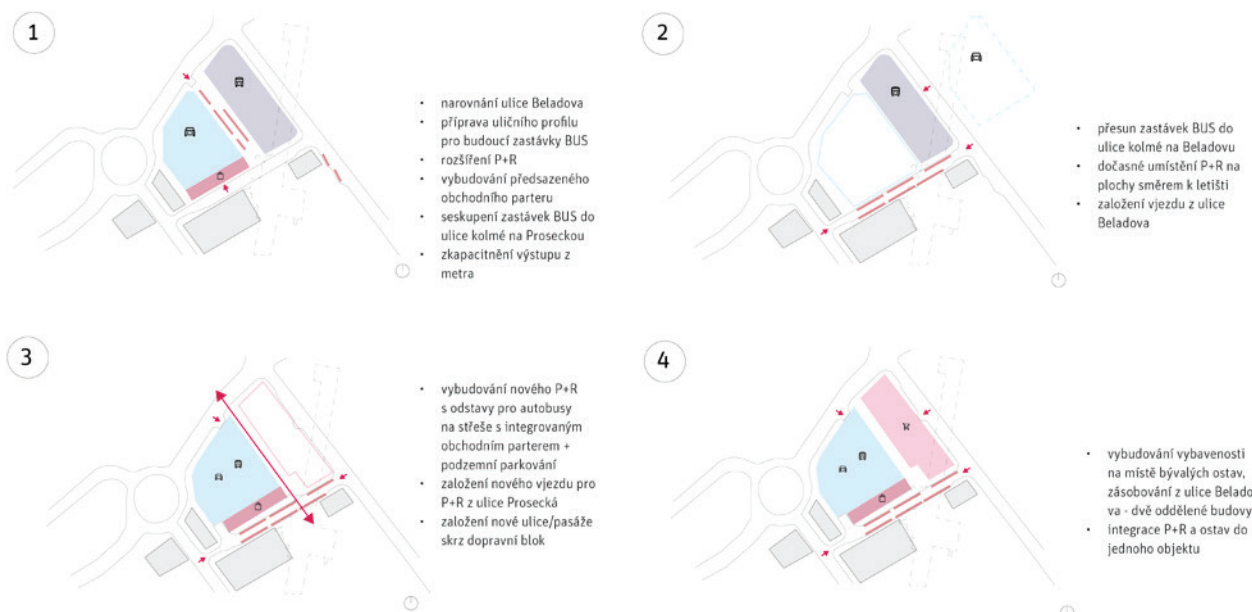 1
• narovnání ulice Beladova
• příprava uličního profilu
pro budoucí zastávky BUS
• rozšíření P+R
• vybudování předsazeného
obchodního parteru
• seskupení zastávek BUS do
ulice kolmé na Proseckou
• zkapacitnění výstupu z
metra
2
• přesun zastávek BUS do
ulice kolmé na Beladovu
• dočasné umístění P+R na
plochy směrem k letišti
• založení vjezdu z ulice
Beladova
3
• vybudování nového P+R
s odstavy pro autobusy
na střeše s integrovaným
obchodním parterem +
podzemní parkování
• založení nového vjezdu pro
P+R z ulice Prosecká
• založení nové ulice/pasáže
skrz dopravní blok
4
• vybudování vybavenosti
na místě bývalých ostav,
zásobování z ulice Belado
va - dvě oddělené budovy
• integrace P+R a ostav do
jednoho objektu